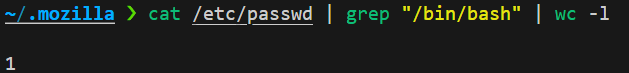 ~/.mozilla ❯ cat /etc/passwd | grep "/bin/bash" | wc -l
1